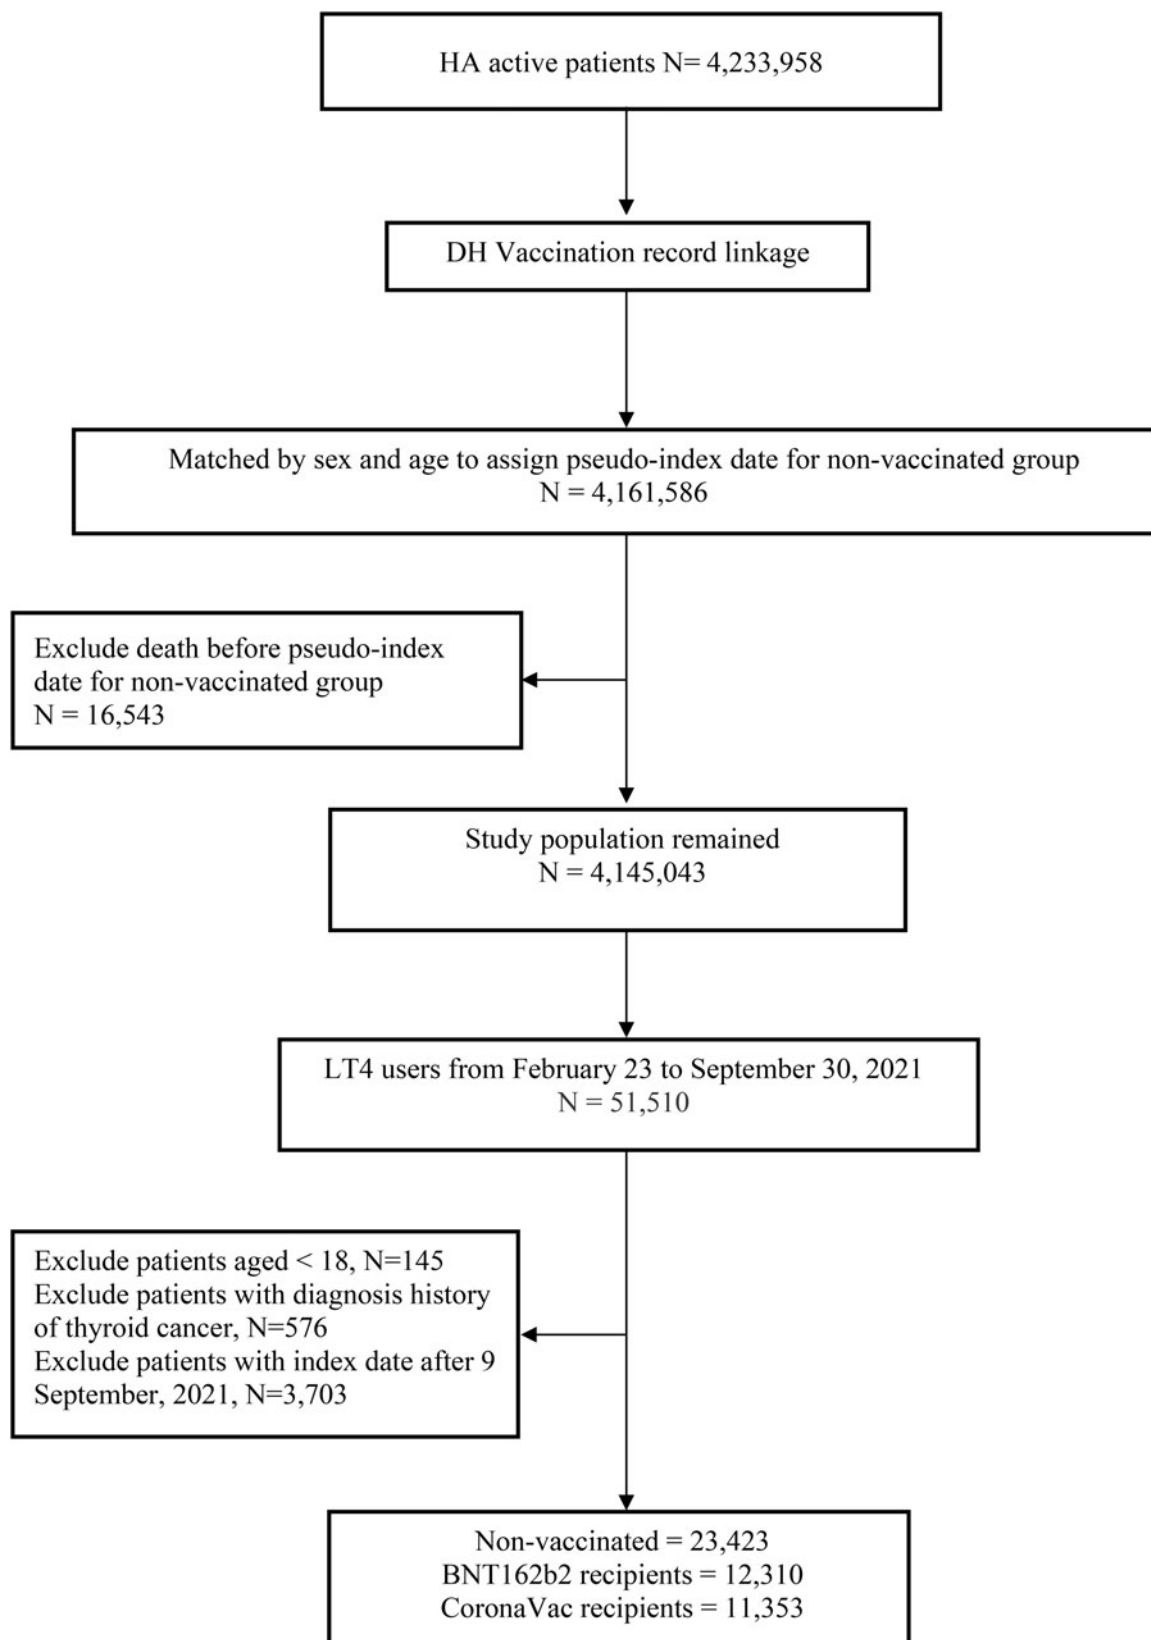 HA active patients N= 4,233,958
DH Vaccination record linkage
Matched by sex and age to assign pseudo-index date for non-vaccinated group
N = 4,161,586
Exclude death before pseudo-index
date for non-vaccinated group
N = 16,543
Study population remained
N = 4,145,043
LT4 users from February 23 to September 30, 2021
N = 51,510
Exclude patients aged < 18, N=145
Exclude patients with diagnosis history
of thyroid cancer, N=576
Exclude patients with index date after 9
September, 2021, N=3,703
Non-vaccinated = 23,423
BNT162b2 recipients = 12,310
CoronaVac recipients = 11,353